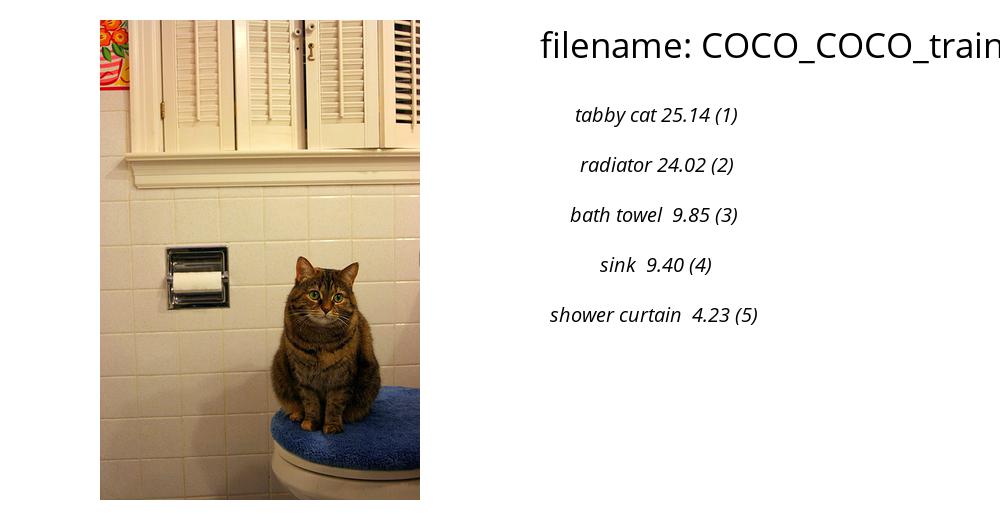 filename: COCO_COCO_train
tabby cat 25.14 (1)
radiator 24.02 (2)
bath towel 9.85 (3)
sink 9.40 (4)
shower curtain 4.23 (5)